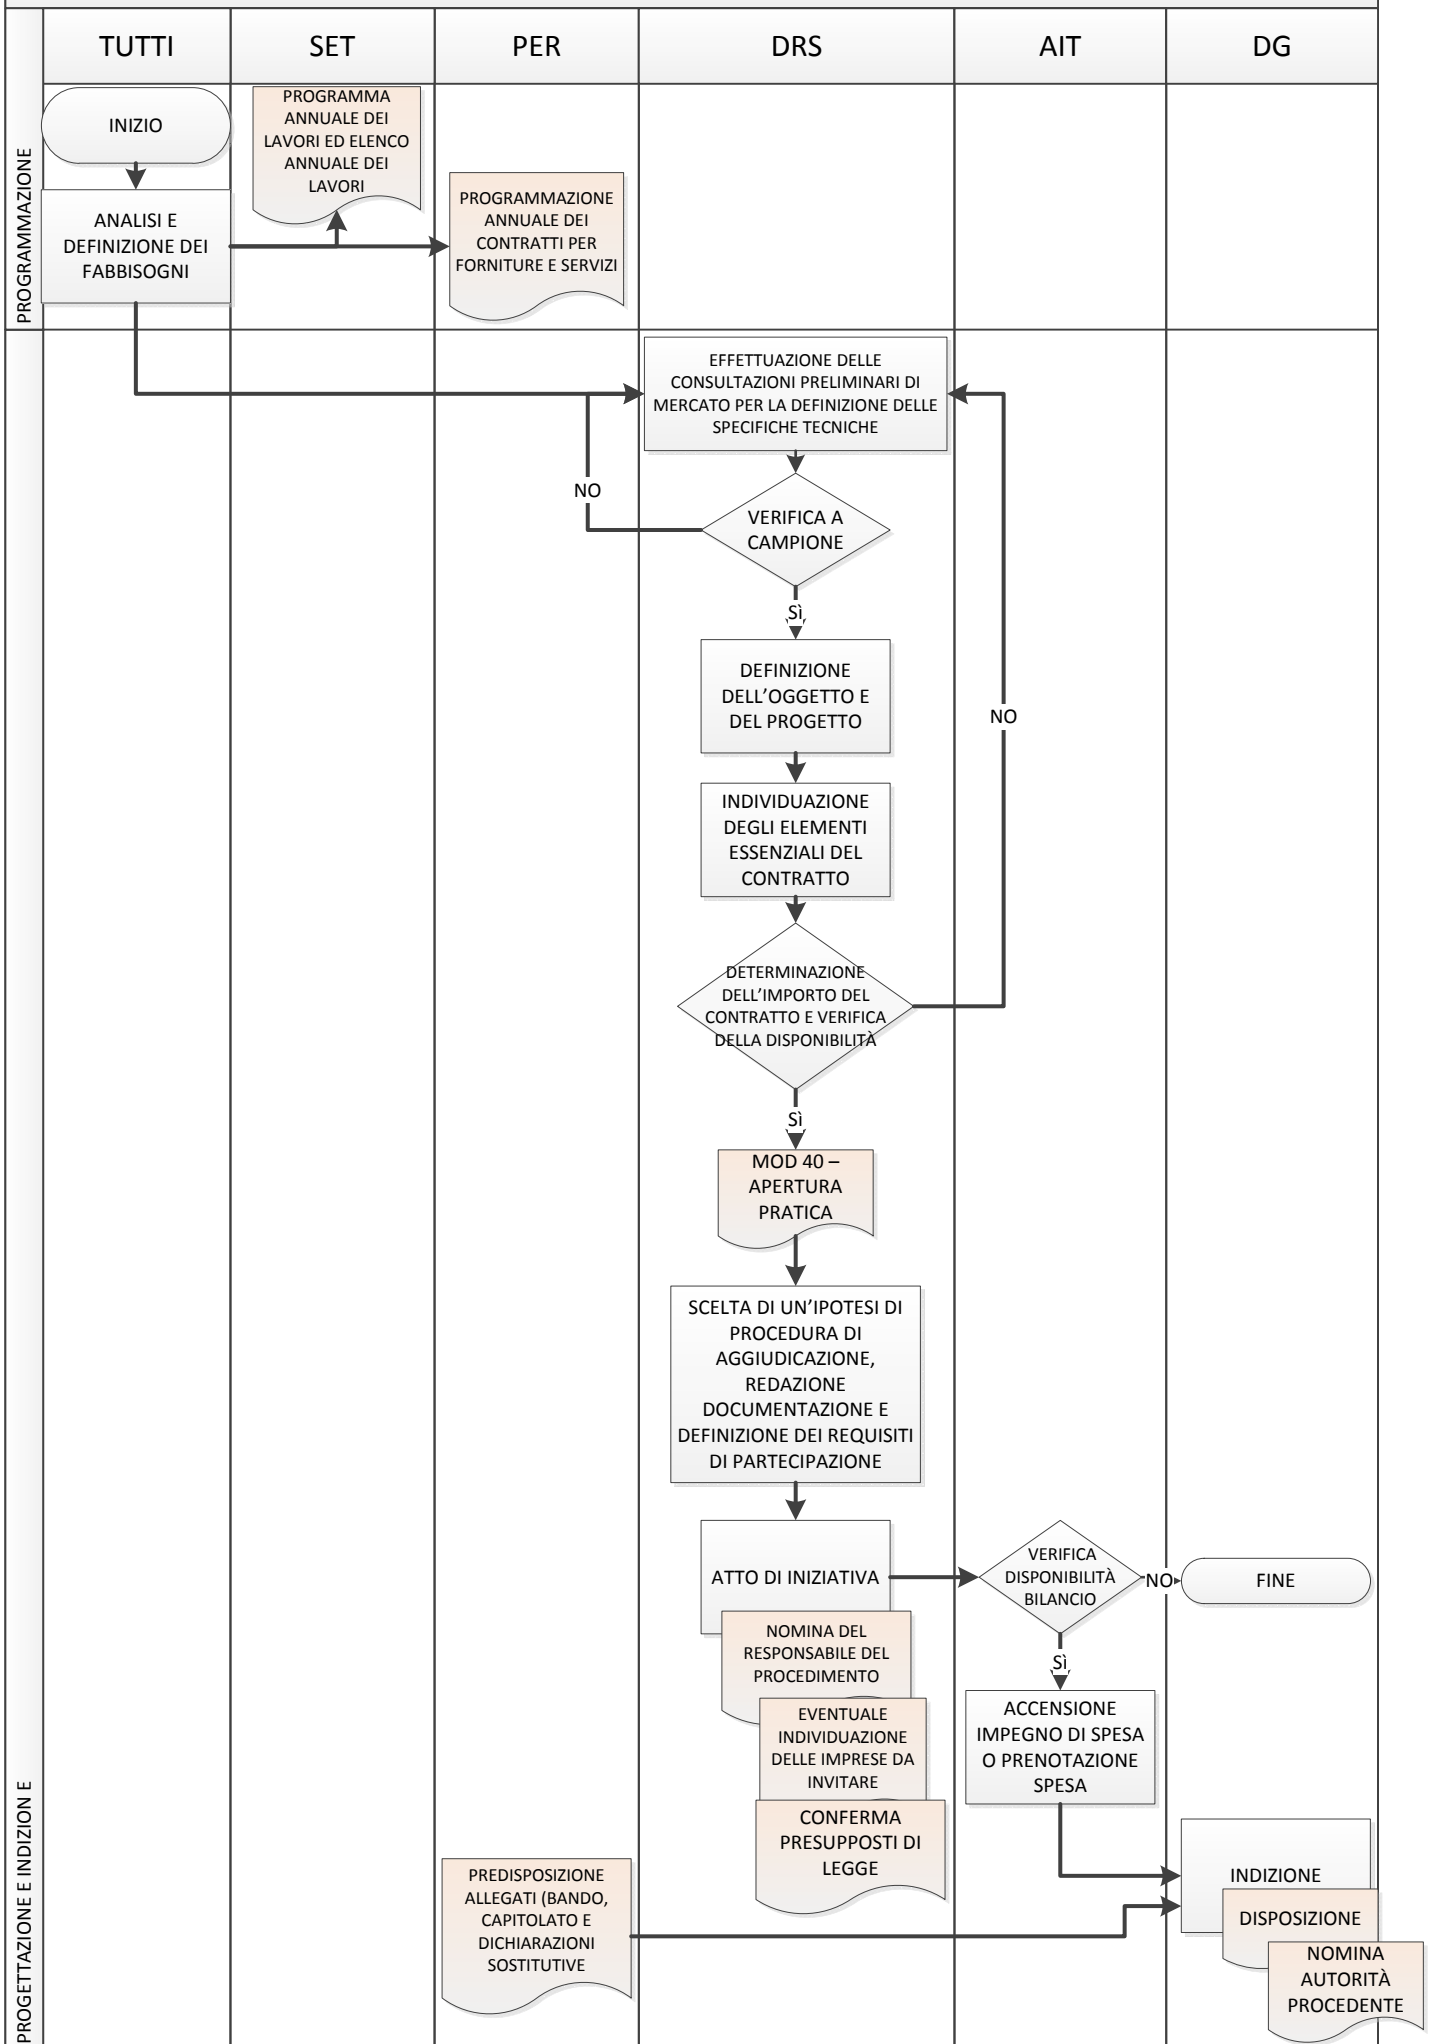 TUTTI
SET
PER
DRS
AIT
DG
PROGRAMMAZIONE
INIZIO
PROGRAMMA
ANNUALE DEI
LAVORI ED ELENCO
ANNUALE DEI
LAVORI
ANALISI E
DEFINIZIONE DEI
FABBISOGNI
PROGRAMMAZIONE
ANNUALE DEI
CONTRATTI PER
FORNITURE E SERVIZI
PROGETTAZIONE E INDIZION E
EFFETTUAZIONE DELLE
CONSULTAZIONI PRELIMINARI DI
MERCATO PER LA DEFINIZIONE DELLE
SPECIFICHE TECNICHE
NO
VERIFICA A
CAMPIONE
Sì
DEFINIZIONE
DELL’OGGETTO E
DEL PROGETTO
NO
INDIVIDUAZIONE
DEGLI ELEMENTI
ESSENZIALI DEL
CONTRATTO
DETERMINAZIONE
DELL’IMPORTO DEL
CONTRATTO E VERIFICA
DELLA DISPONIBILITÀ
Sì
MOD 40 –
APERTURA
PRATICA
SCELTA DI UN’IPOTESI DI
PROCEDURA DI
AGGIUDICAZIONE,
REDAZIONE
DOCUMENTAZIONE E
DEFINIZIONE DEI REQUISITI
DI PARTECIPAZIONE
ATTO DI INIZIATIVA
VERIFICA
DISPONIBILITÀ
BILANCIO
NO
FINE
NOMINA DEL
RESPONSABILE DEL
PROCEDIMENTO
Sì
EVENTUALE
INDIVIDUAZIONE
DELLE IMPRESE DA
INVITARE
ACCENSIONE
IMPEGNO DI SPESA
O PRENOTAZIONE
SPESA
CONFERMA
PRESUPPOSTI DI
LEGGE
PREDISPOSIZIONE
ALLEGATI (BANDO,
CAPITOLATO E
DICHIARAZIONI
SOSTITUTIVE
INDIZIONE
DISPOSIZIONE
NOMINA
AUTORITÀ
PROCEDENTE